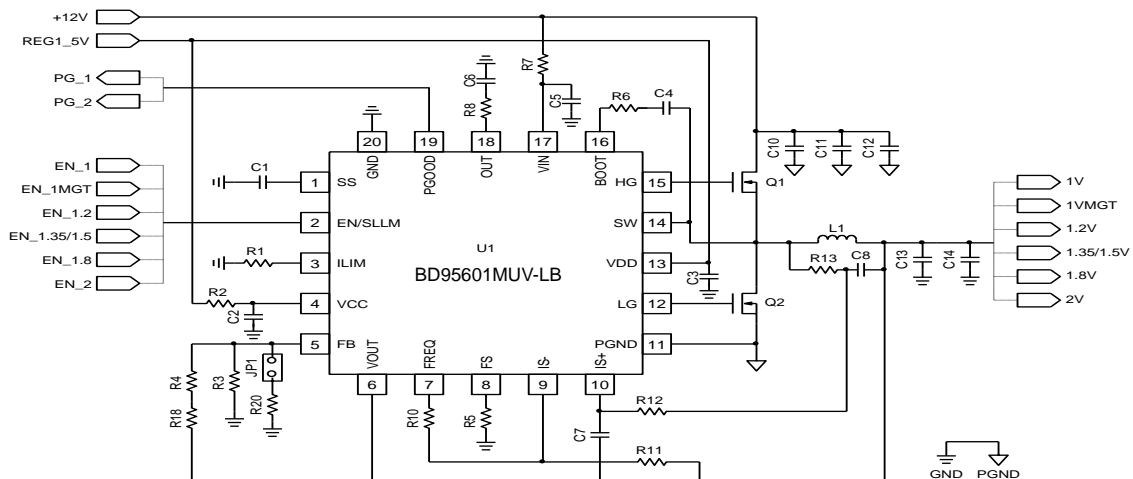 +12V
REG1_5V
PG_1
PG_2
EN_1
EN_1MGT
EN_1.2
EN_1.35/1.5
EN_1.8
EN_2
R7
C5
C6
R8
R6
C4
C10
C11
C12
20
19
18
17
16
GND
PGOOD
OUT
VIN
BOOT
C1
1
SS
HG
15
Q1
2
EN/SLLM
SW
14
U1
BD95601MUV-LB
R1
3
ILIM
VDD
13
C3
R2
C2
4
VCC
LG
12
Q2
5
FB
PGND
11
VOUT
FREQ
FS
IS-
IS+
6
7
8
9
10
L1
R13
C8
C13
C14
1V
1VMGT
1.2V
1.35/1.5V
1.8V
2V
R4
R3
JP1
R18
R20
R10
R5
C7
R12
R11
GND
PGND